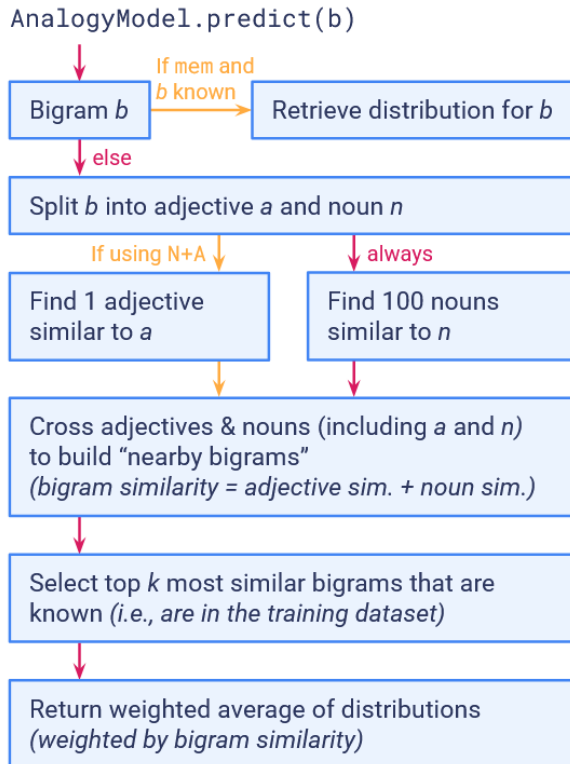 AnalogyModel.predict(b)
If mem and
b known
Bigram b
Retrieve distribution for b
else
Split b into adjective a and noun n
If using N+A
always
Find 1 adjective
similar to a
Find 100 nouns
similar to n
Cross adjectives & nouns (including a and n)
to build “nearby bigrams”
(bigram similarity = adjective sim. + noun sim.)
Select top k most similar bigrams that are
known (i.e., are in the training dataset)
Return weighted average of distributions
(weighted by bigram similarity)